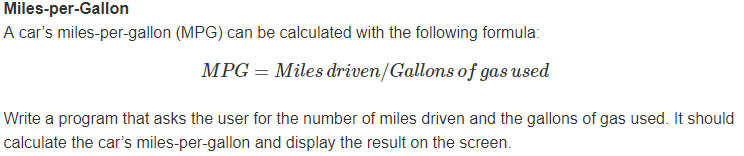 Miles-per-Gallon
A car’s miles-per-gallon (MPG) can be calculated with the following formula:
MPG = Miles driven/Gallons of gas used
Write a program that asks the user for the number of miles driven and the gallons of gas used. It should
calculate the car’s miles-per-gallon and display the result on the screen.